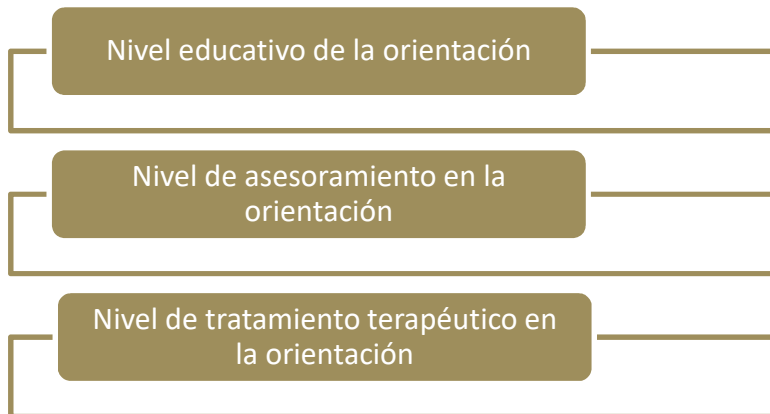 Nivel educativo de la orientación
Nivel de asesoramiento en la
orientación
Nivel de tratamiento terapéutico en
la orientación